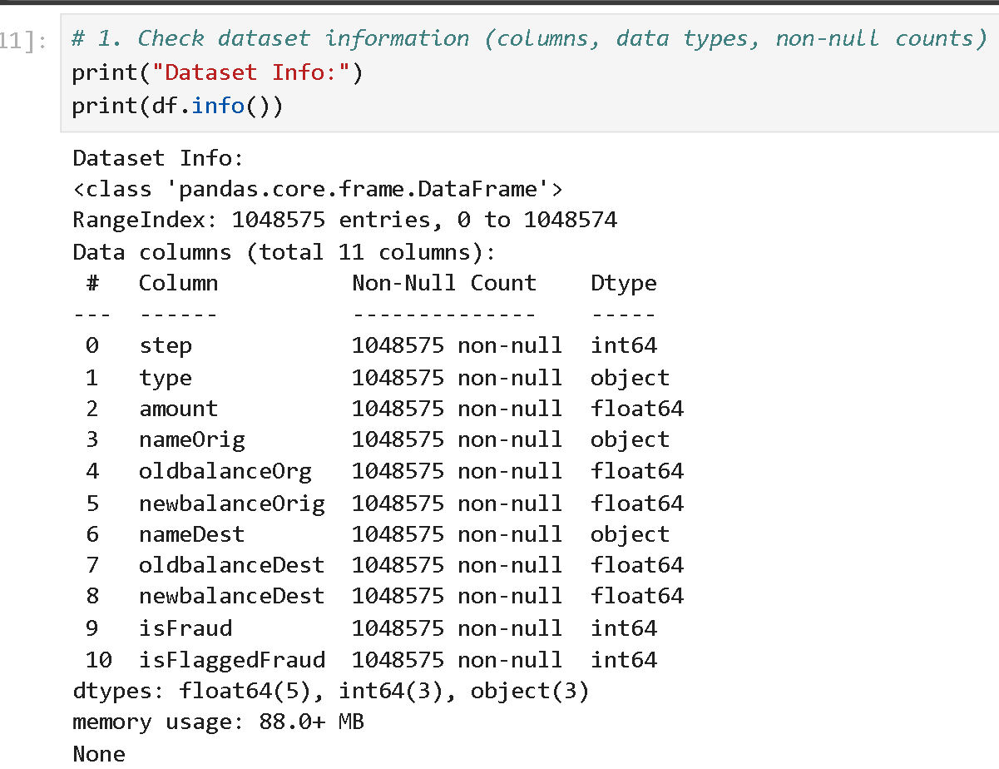 11]:
# 1. Check dataset information (columns, data types, non-null counts)
print("Dataset Info:")
print(df.info())
Dataset Info:
<class 'pandas.core.frame.DataFrame'>
RangeIndex: 1048575 entries, 0 to 1048574
Data columns (total 11 columns):
 #   Column          Non-Null Count    Dtype
---  ------          --------------    -----
 0   step            1048575 non-null  int64
 1   type            1048575 non-null  object
 2   amount          1048575 non-null  float64
 3   nameOrig        1048575 non-null  object
 4   oldbalanceOrg   1048575 non-null  float64
 5   newbalanceOrig  1048575 non-null  float64
 6   nameDest        1048575 non-null  object
 7   oldbalanceDest  1048575 non-null  float64
 8   newbalanceDest  1048575 non-null  float64
 9   isFraud         1048575 non-null  int64
 10  isFlaggedFraud  1048575 non-null  int64
dtypes: float64(5), int64(3), object(3)
memory usage: 88.0+ MB
None